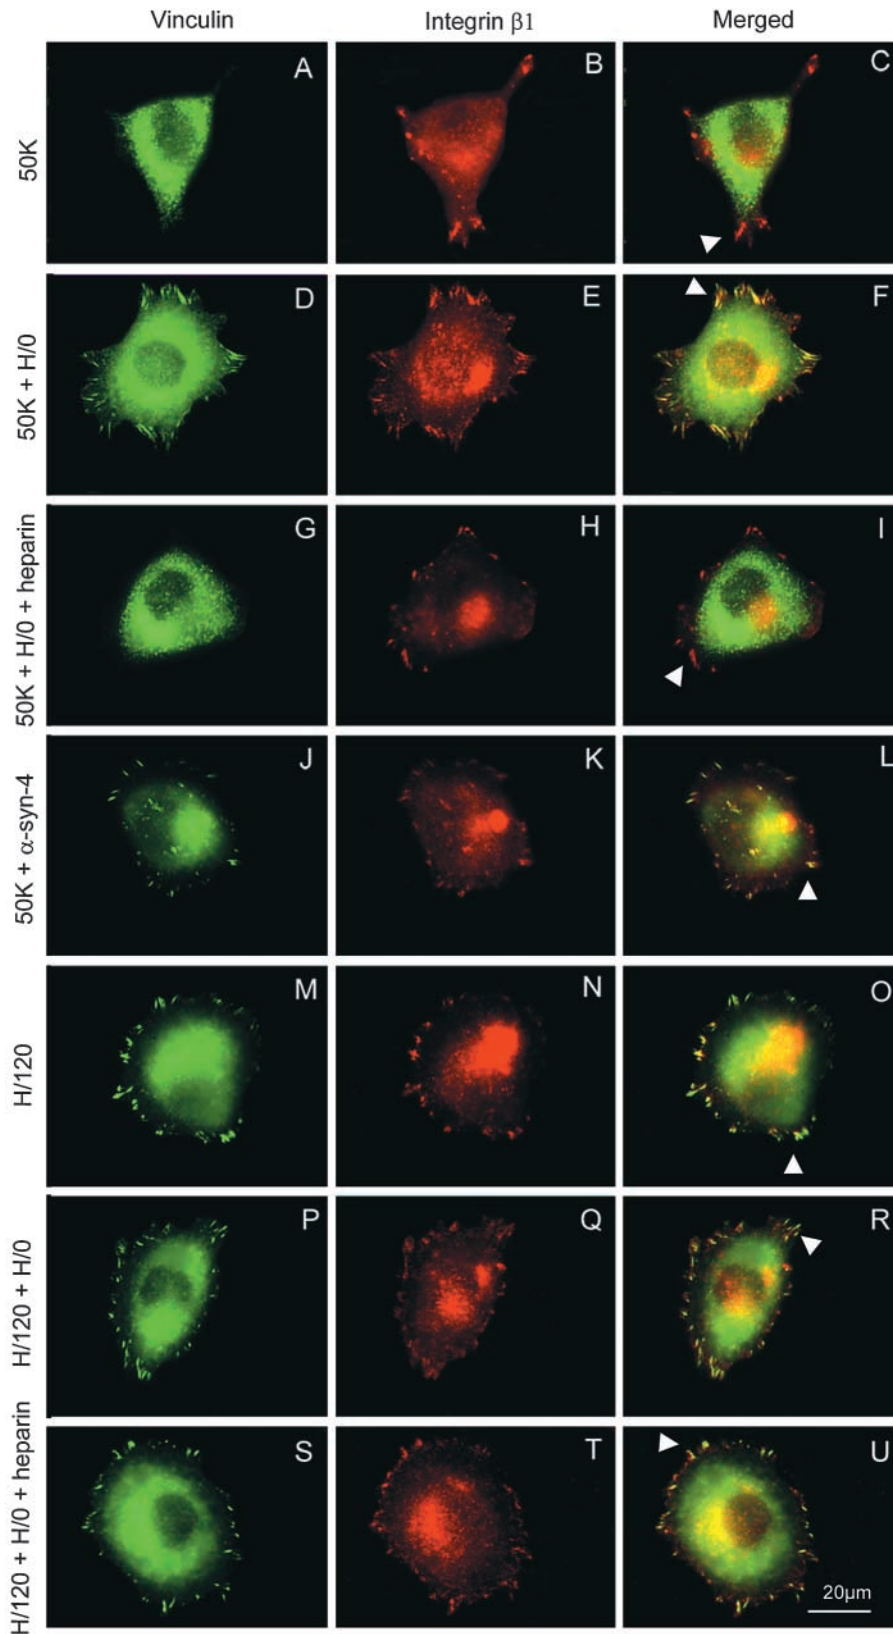 Vinculin Integrin β1 Merged
50K
A B C
50K + H/0
D E F
50K + H/0 + heparin
G H I
50K + α-syn-4
J K L
H/120
M N O
H/120 + H/0
P Q R
H/120 + H/0 + heparin
S T U
20μm